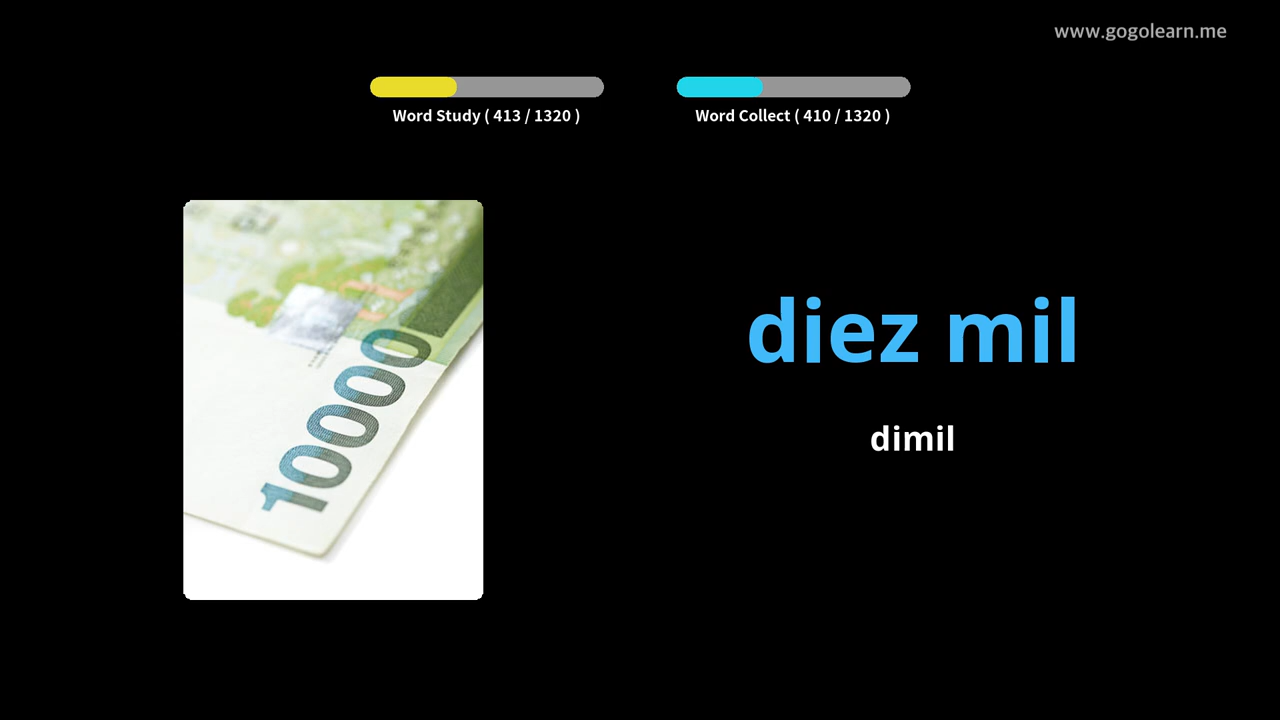 www.gogolearn.me
Word Study ( 413 / 1320 )
Word Collect ( 410 / 1320 )
10000
diez mil
dimil